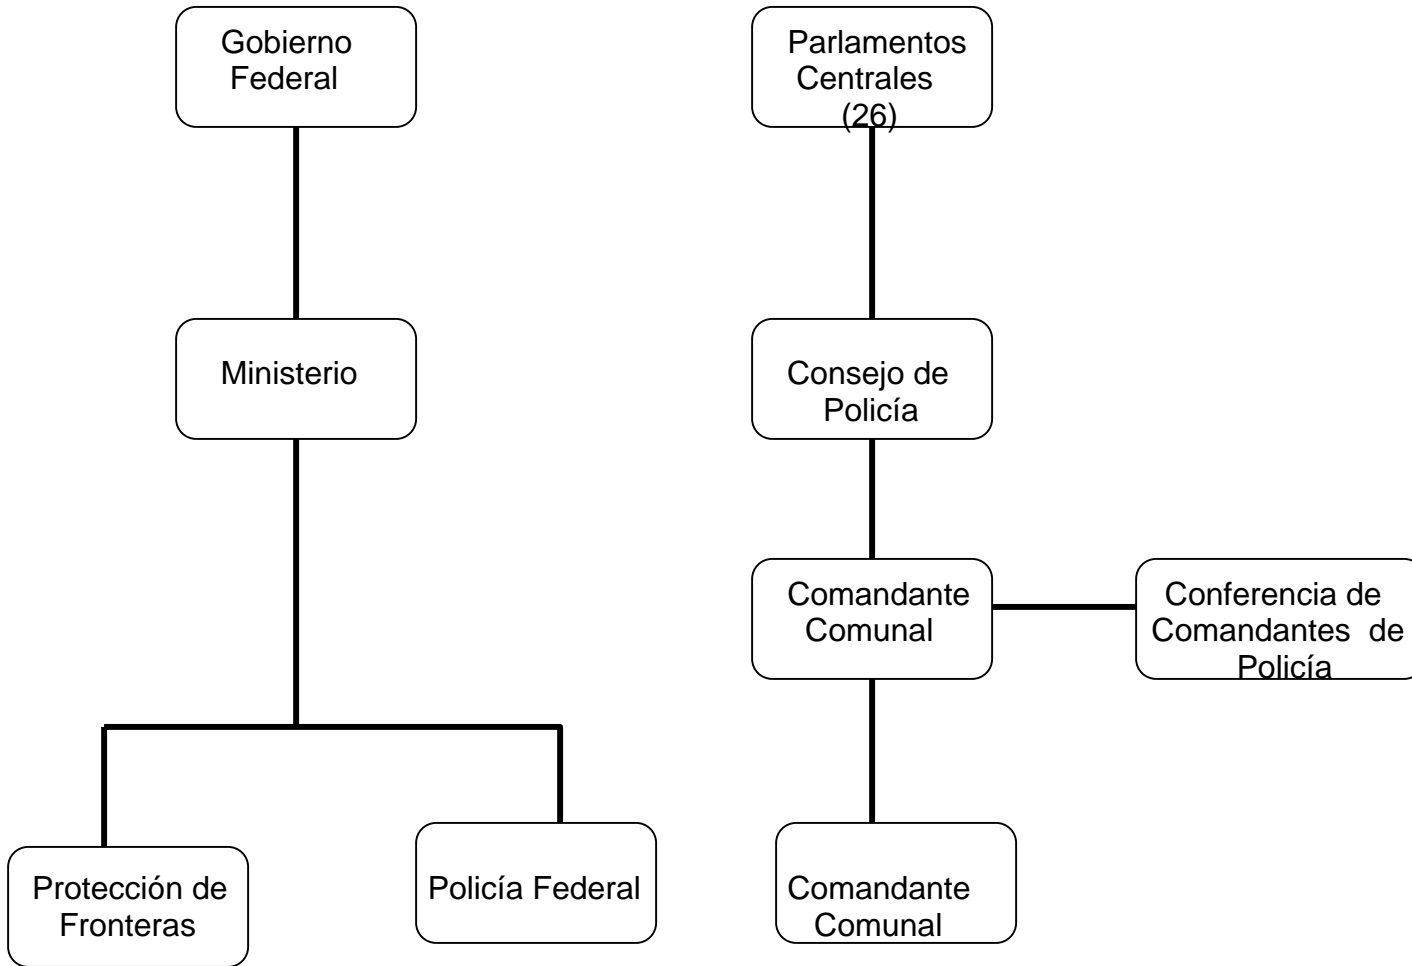 Gobierno
Federal
Parlamentos
Centrales
(26)
Ministerio
Consejo de
Policía
Comandante
Comunal
Conferencia de
Comandantes de
Policía
Protección de
Fronteras
Policía Federal
Comandante
Comunal